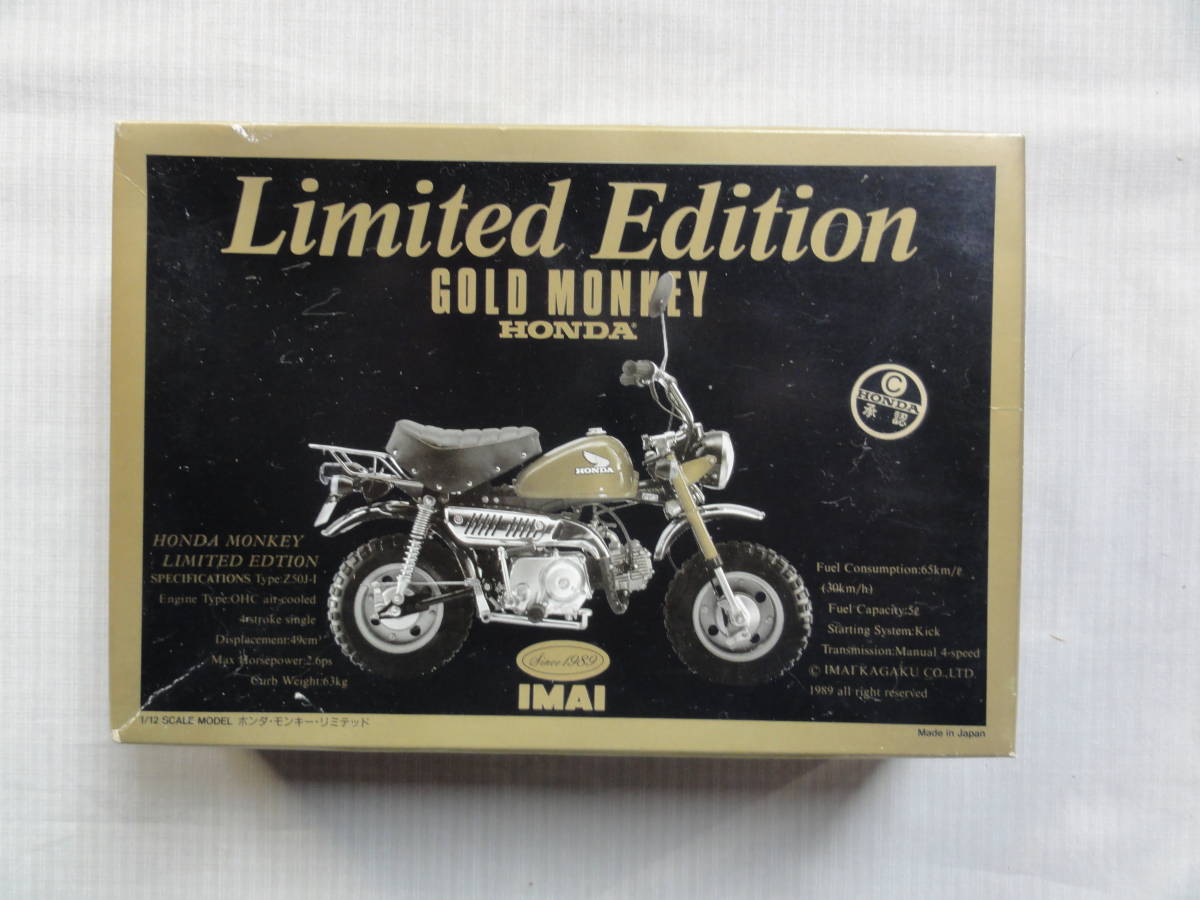 Limited Edition
GOLD MONKEY
HONDA
©
HONDA
承認
HONDA
HONDA MONKEY
LIMITED EDTION
SPECIFICATIONS Type:Z50J-I
Engine Type:OHC air-cooled
4-stroke single
Displacement:49cm³
Max Horsepower:2.6ps
Curb Weight:63kg
Fuel Consumption:65km/ℓ
(30km/h)
Fuel Capacity:5ℓ
Starting System:Kick
Transmission:Manual 4-speed
© IMAI KAGAKU CO.,LTD.
1989 all right reserved
Since 1989
IMAI
1/12 SCALE MODEL ホンダ・モンキー・リミテッド
Made in Japan